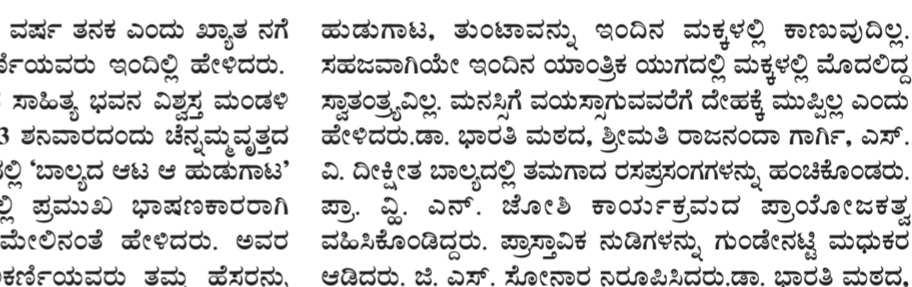 ವರ್ಷ ತನಕ ಎಂದು ಖ್ಯಾತ ನಗೆ
ಇಂದಿಲ್ಲಿ ಹೇಳಿದರು.
ಸಾಹಿತ್ಯ ಭವನ ವಿಶ್ವಸ್ತ ಮಂಡಳಿ
3 ಶನಿವಾರದಂದು ಚೆನ್ನಮ್ಮವೃತ್ತದ
ದಲ್ಲಿ ‘ಬಾಲ್ಯದ ಆಟ ಆ ಹುಡುಗಾಟ’
ಲ್ಲಿ ಪ್ರಮುಖ ಭಾಷಣಕಾರರಾಗಿ
ಮೇಲಿನಂತೆ ಹೇಳಿದರು. ಅವರ
ತಮ್ಮ ಹೆಸರನ್ನು
ಹುಡುಗಾಟ, ತುಂಟಾವನ್ನು ಇಂದಿನ ಮಕ್ಕಳಲ್ಲಿ ಕಾಣುವುದಿಲ್ಲ.
ಸಹಜವಾಗಿಯೇ ಇಂದಿನ ಯಾಂತ್ರಿಕ ಯುಗದಲ್ಲಿ ಮಕ್ಕಳಲ್ಲಿ ಮೊದಲಿದ್ದ
ಸ್ವಾತಂತ್ರ್ಯವಿಲ್ಲ. ಮನಸ್ಸಿಗೆ ವಯಸ್ಸಾಗುವವರೆಗೆ ದೇಹಕ್ಕೆ ಮುಪ್ಪಿಲ್ಲ ಎಂದು
ಹೇಳಿದರು.ಡಾ. ಭಾರತಿ ಮಠದ, ಶ್ರೀಮತಿ ರಾಜನಂದಾ ಗಾರ್ಗಿ, ಎಸ್.
ವಿ. ದೀಕ್ಷೀತ ಬಾಲ್ಯದಲ್ಲಿ ತಮಗಾದ ರಸಪ್ರಸಂಗಗಳನ್ನು ಹಂಚಿಕೊಂಡರು.
ಪ್ರಾ. ವ್ಹಿ. ಎನ್. ಜೋಶಿ ಕಾರ್ಯಕ್ರಮದ ಪ್ರಾಯೋಜಕತ್ವ
ವಹಿಸಿಕೊಂಡಿದ್ದರು. ಪ್ರಾಸ್ತಾವಿಕ ನುಡಿಗಳನ್ನು ಗುಂಡೇನಟ್ಟಿ ಮಧುಕರ
ಆಡಿದರು. ಜಿ. ಎಸ್. ಸೋನಾರ ನಿರೂಪಿಸಿದರು.ಡಾ. ಭಾರತಿ ಮಠದ,